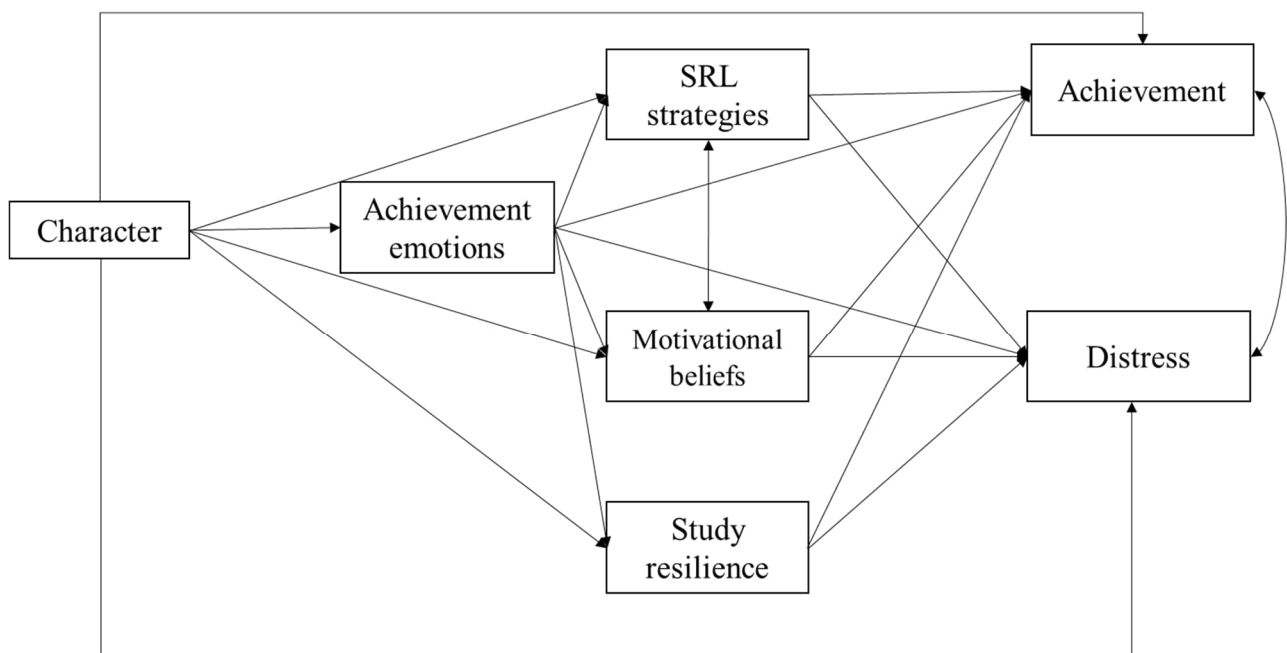 SRL
strategies
Achievement
Achievement
emotions
Character
Motivational
beliefs
Distress
Study
resilience